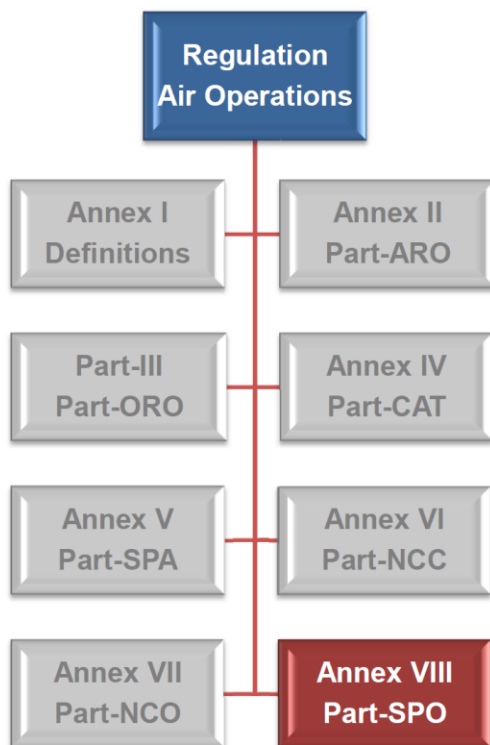 Regulation
Air Operations
Annex I
Definitions
Annex II
Part-ARO
Part-III
Part-ORO
Annex IV
Part-CAT
Annex V
Part-SPA
Annex VI
Part-NCC
Annex VII
Part-NCO
Annex VIII
Part-SPO